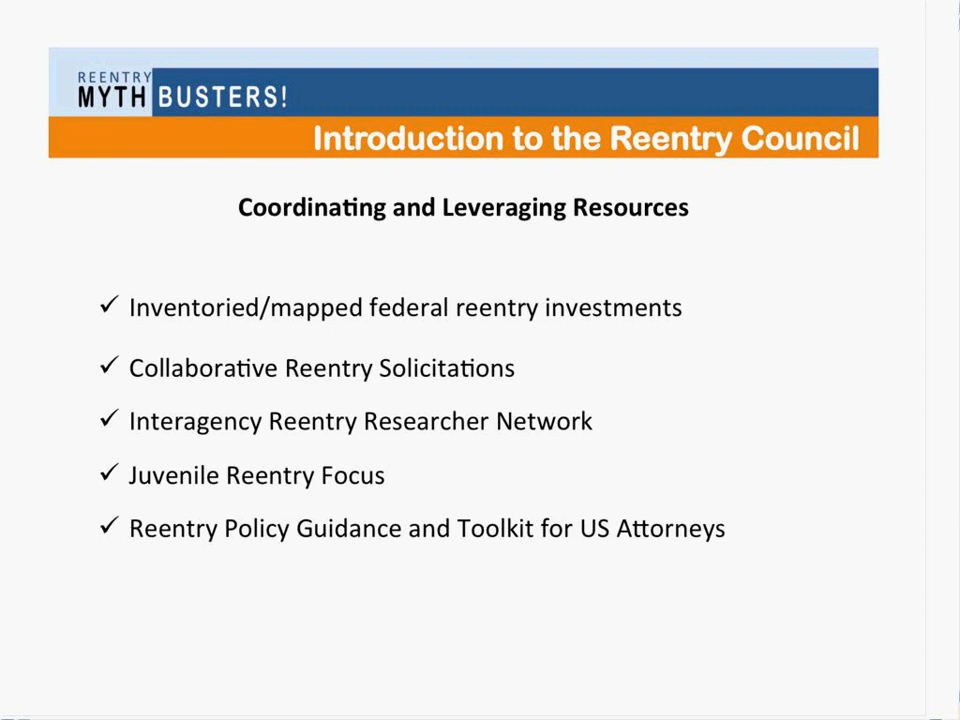 REENTRY
MYTH BUSTERS!
Introduction to the Reentry Council
Coordinating and Leveraging Resources
✓ Inventoried/mapped federal reentry investments
✓ Collaborative Reentry Solicitations
✓ Interagency Reentry Researcher Network
✓ Juvenile Reentry Focus
✓ Reentry Policy Guidance and Toolkit for US Attorneys